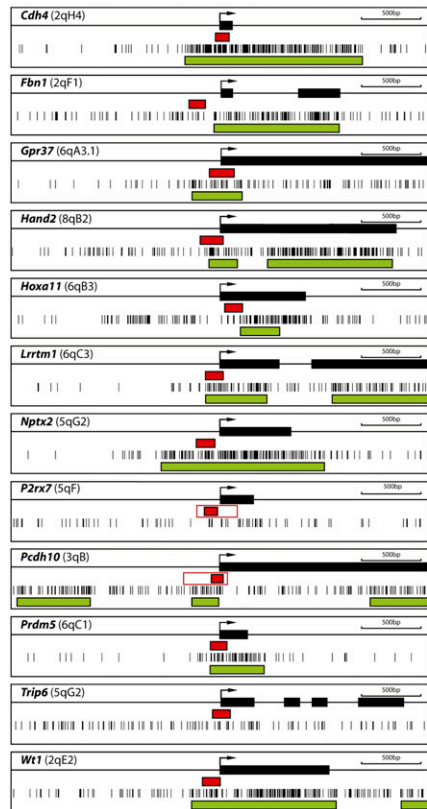 Cdh4 (2qH4) 500bp
Fbn1 (2qF1) 500bp
Gpr37 (6qA3.1) 500bp
Hand2 (8qB2) 500bp
Hoxa11 (6qB3) 500bp
Lrrtm1 (6qC3) 500bp
Nptx2 (5qG2) 500bp
P2rx7 (5qF) 500bp
Pcdh10 (3qB) 500bp
Prdm5 (6qC1) 500bp
Trip6 (5qG2) 500bp
Wt1 (2qE2) 500bp